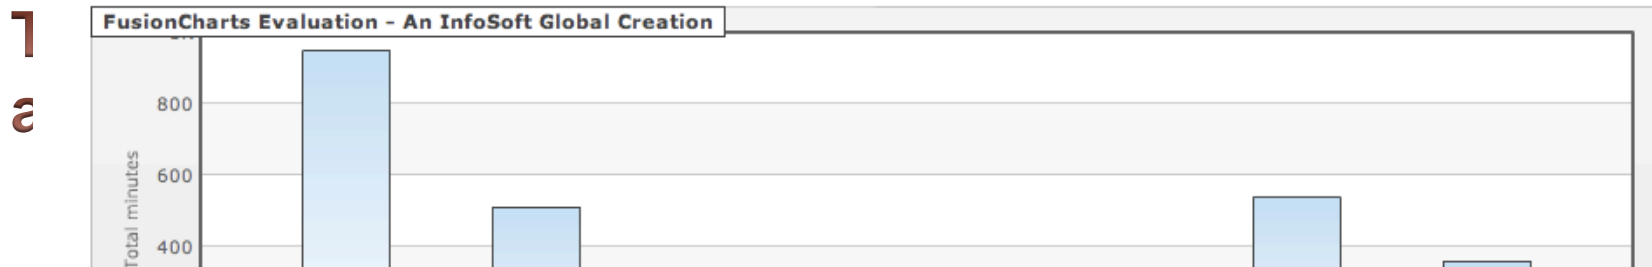 FusionCharts Evaluation - An InfoSoft Global Creation
T
a
800
600
400
Total minutes